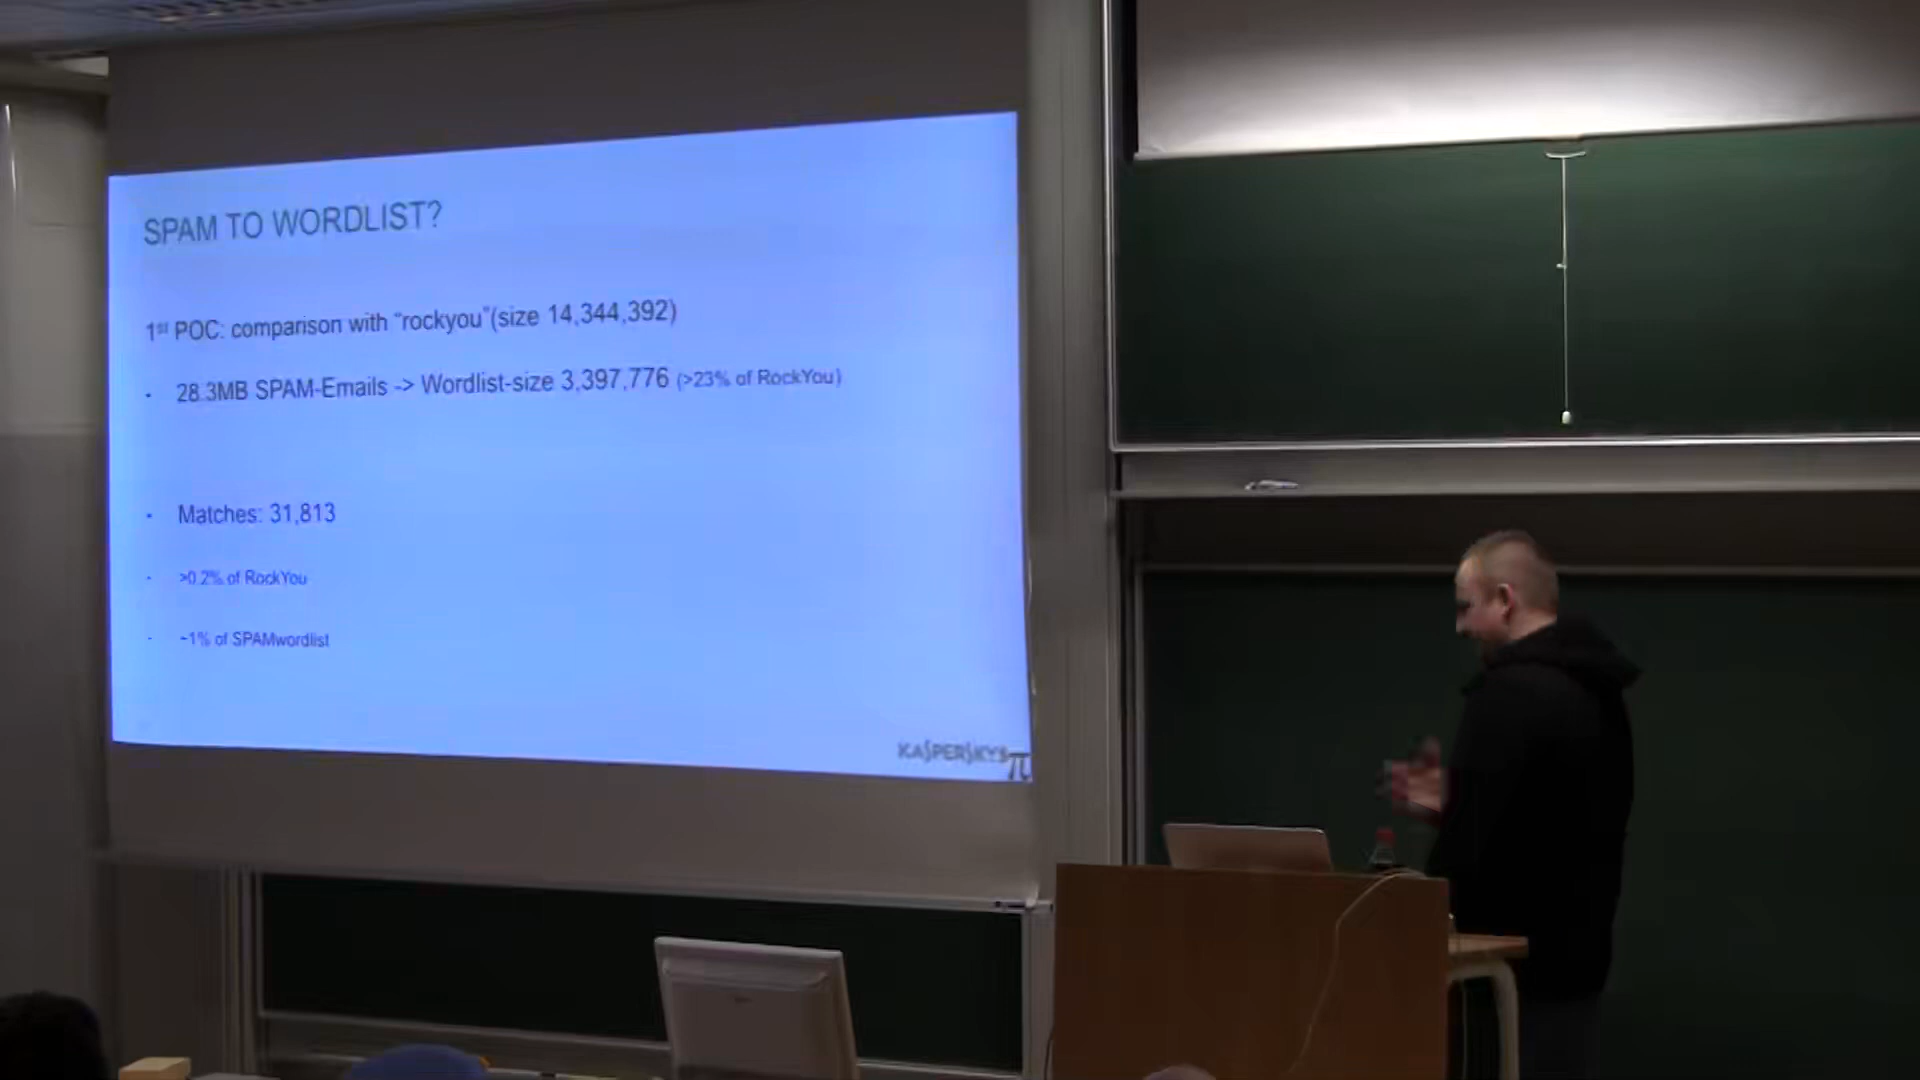 SPAM TO WORDLIST?
1st POC: comparison with “rockyou”(size 14,344,392)
- 28.3MB SPAM-Emails -> Wordlist-size 3,397,776 (>23% of RockYou)
- Matches: 31,813
- >0.2% of RockYou
- ~1% of SPAMwordlist
KASPERSKY π